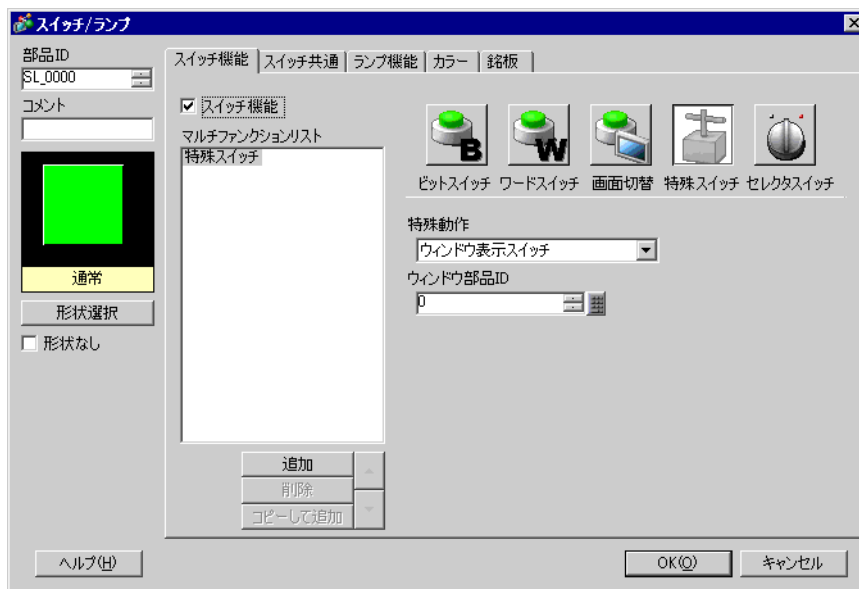 スイッチ/ランプ
部品ID
SL_0000
コメント
通常
形状選択
形状なし
スイッチ機能
スイッチ共通
ランプ機能
カラー
銘板
スイッチ機能
マルチファンクションリスト
特殊スイッチ
追加
削除
コピーして追加
B
W
ビットスイッチ
ワードスイッチ
画面切替
特殊スイッチ
セレクタスイッチ
特殊動作
ウィンドウ表示スイッチ
ウィンドウ部品ID
0
ヘルプ(H)
OK(O)
キャンセル